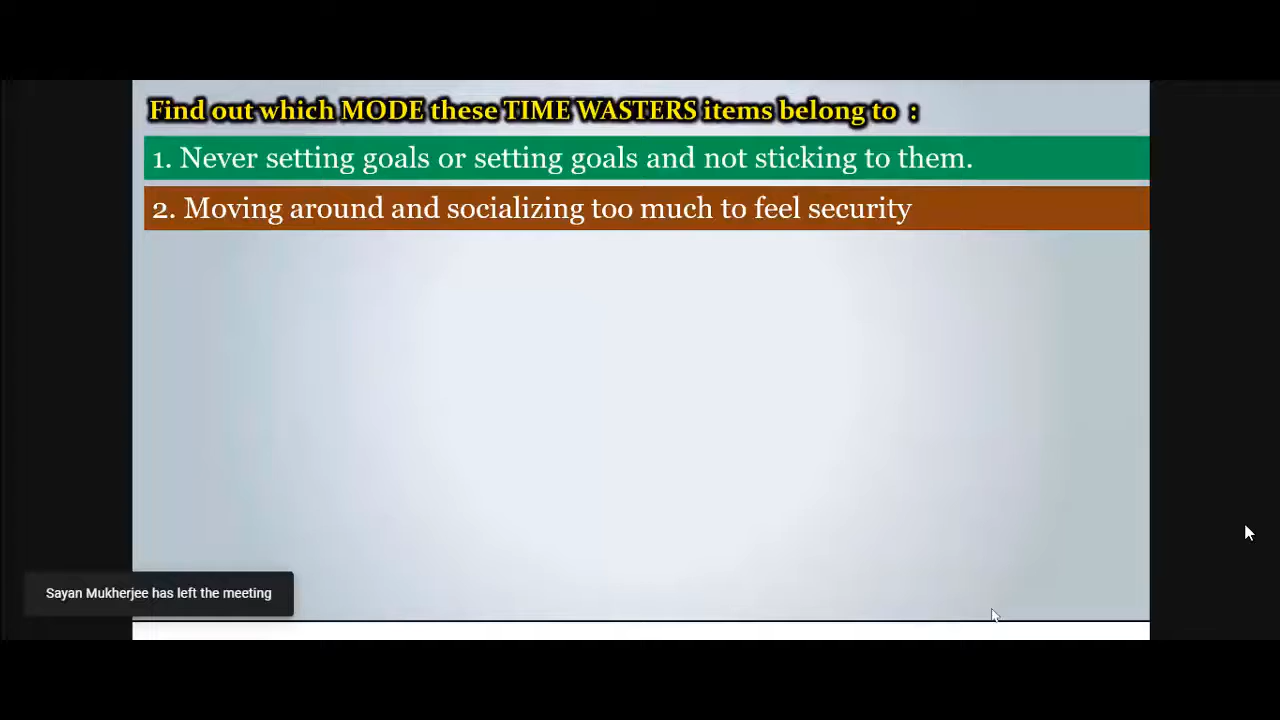 Find out which MODE these TIME WASTERS items belong to :
1. Never setting goals or setting goals and not sticking to them.
2. Moving around and socializing too much to feel security
Sayan Mukherjee has left the meeting